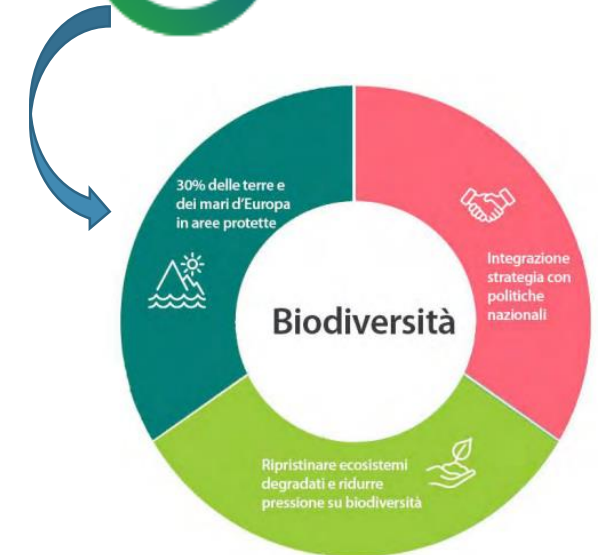 30% delle terre e
dei mari d'Europa
in aree protette
Integrazione
strategia con
politiche
nazionali
Biodiversità
Ripristinare ecosistemi
degradati e ridurre
pressione su biodiversità